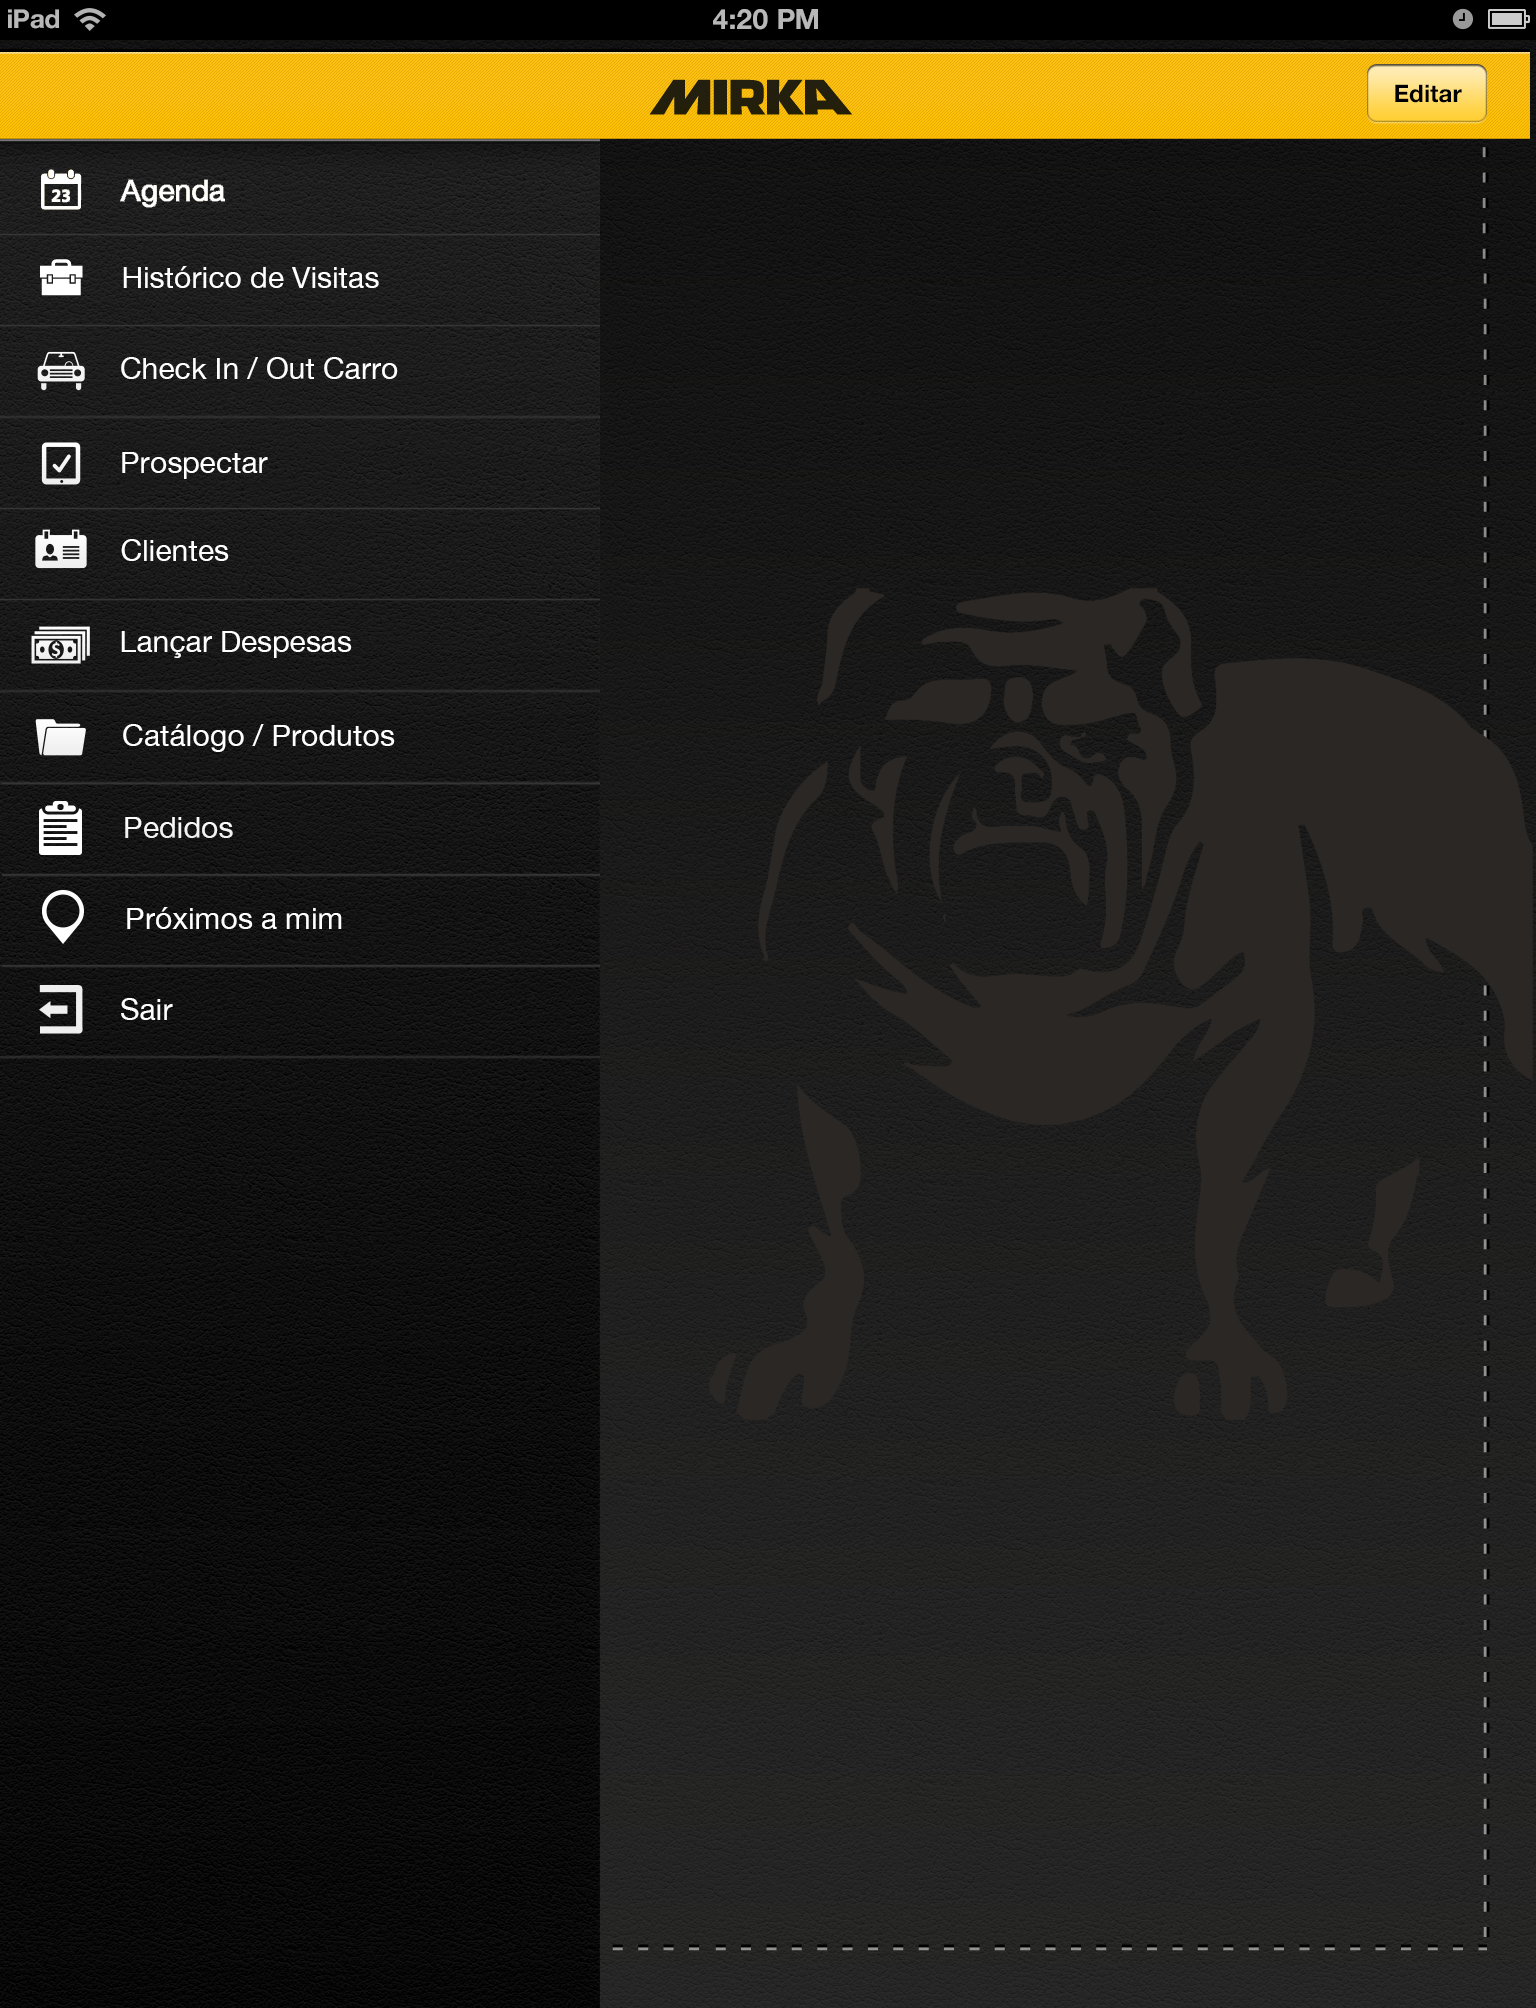 iPad
4:20 PM
MIRKA
Editar
23
Agenda
Histórico de Visitas
Check In / Out Carro
Prospectar
Clientes
$
Lançar Despesas
Catálogo / Produtos
Pedidos
Próximos a mim
Sair